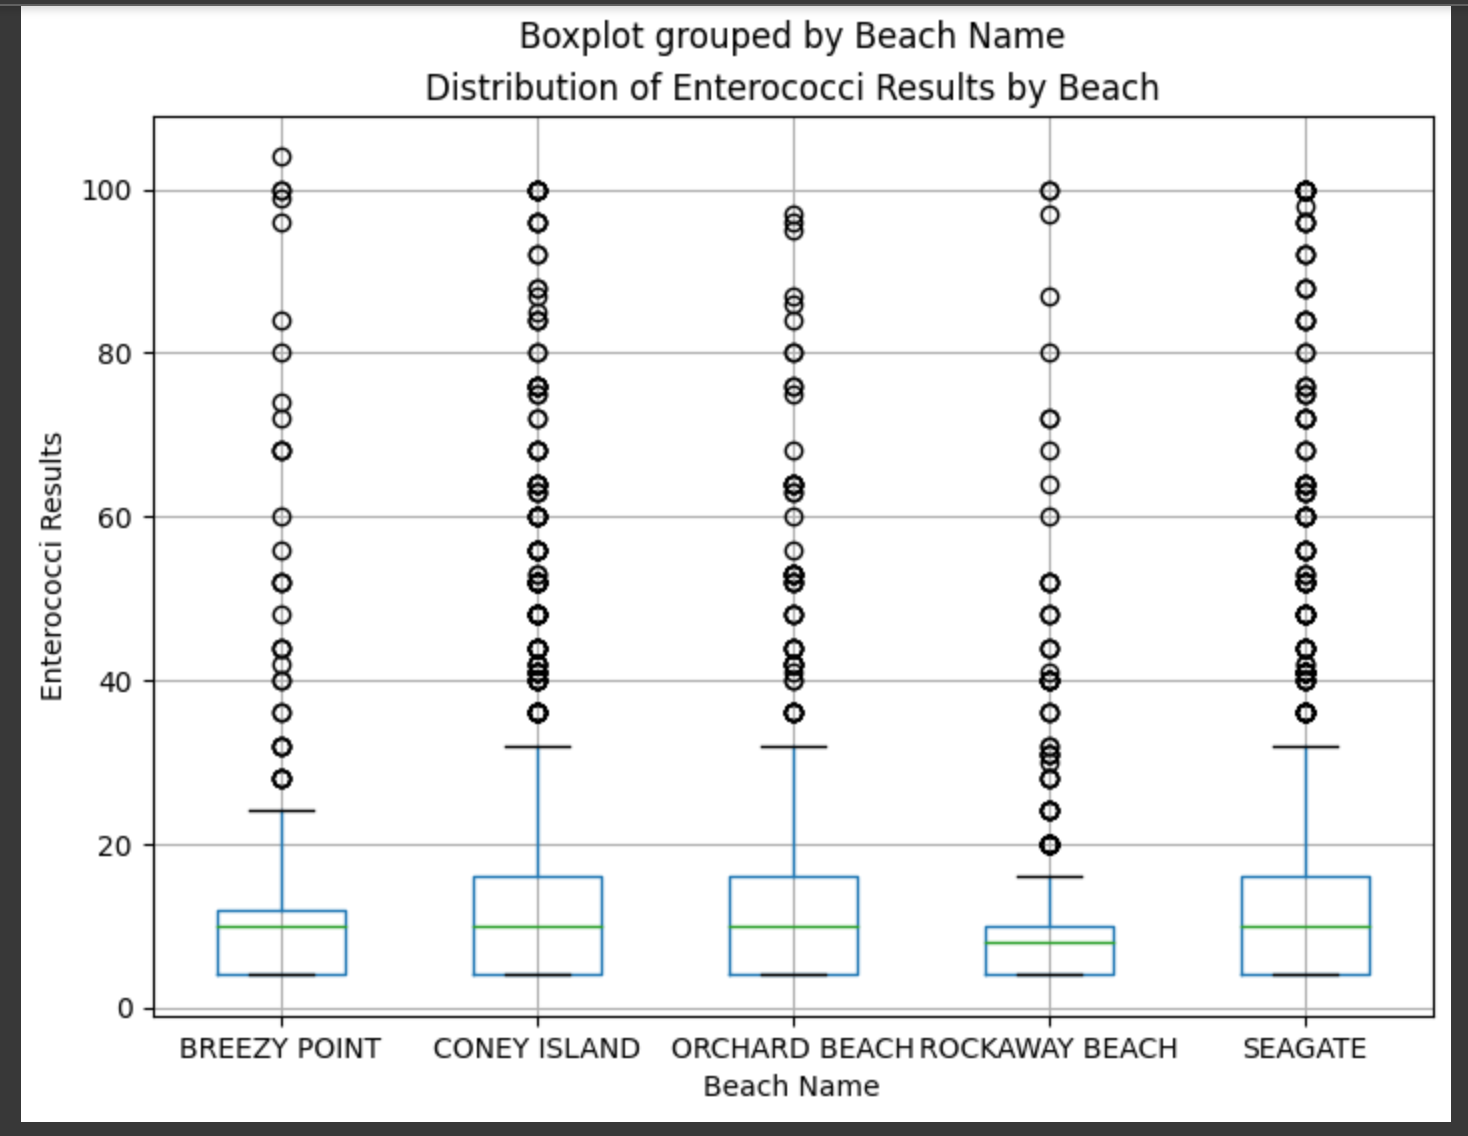 Boxplot grouped by Beach Name
Distribution of Enterococci Results by Beach
Enterococci Results
100
80
60
40
20
0
BREEZY POINT CONEY ISLAND ORCHARD BEACH ROCKAWAY BEACH SEAGATE
Beach Name